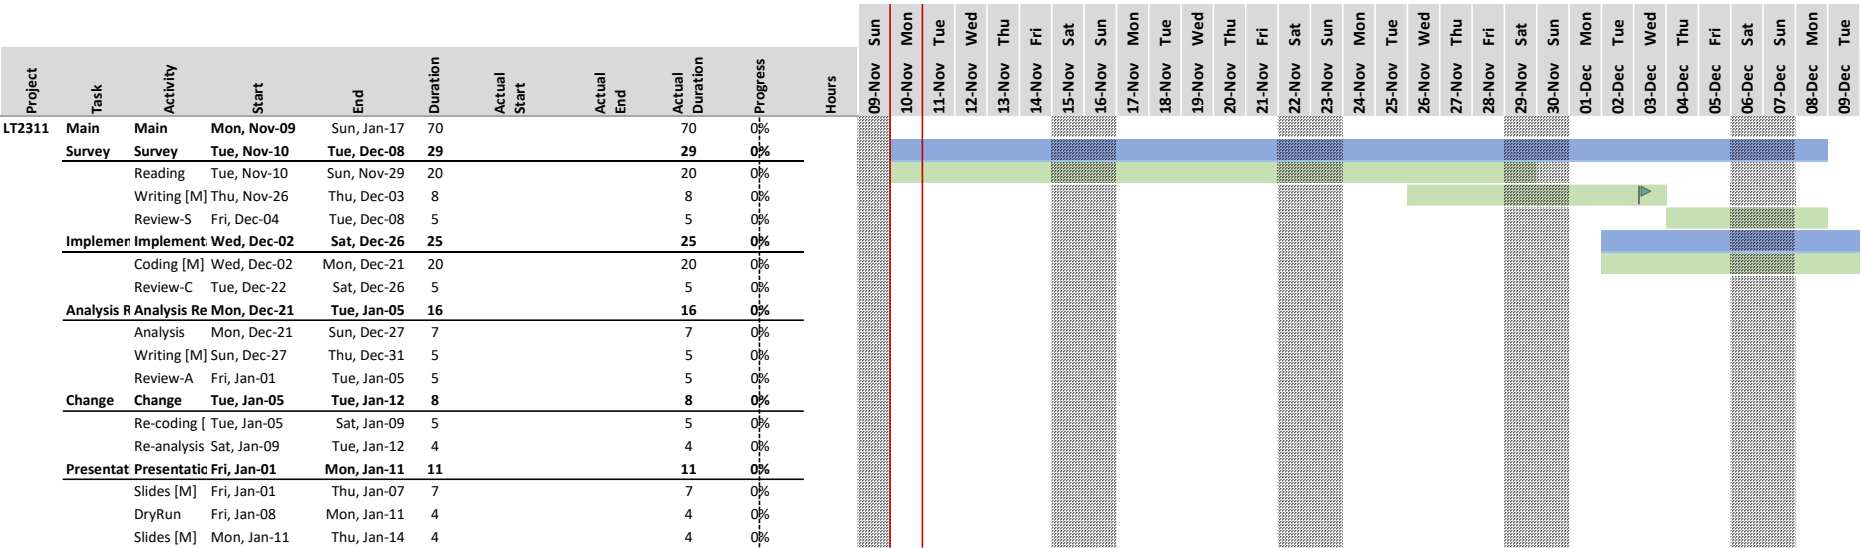 Project Task Activity Start End Duration Actual Start Actual End Actual Duration Progress Hours 09-Nov Sun 10-Nov Mon 11-Nov Tue 12-Nov Wed 13-Nov Thu 14-Nov Fri 15-Nov Sat 16-Nov Sun 17-Nov Mon 18-Nov Tue 19-Nov Wed 20-Nov Thu 21-Nov Fri 22-Nov Sat 23-Nov Sun 24-Nov Mon 25-Nov Tue 26-Nov Wed 27-Nov Thu 28-Nov Fri 29-Nov Sat 30-Nov Sun 01-Dec Mon 02-Dec Tue 03-Dec Wed 04-Dec Thu 05-Dec Fri 06-Dec Sat 07-Dec Sun 08-Dec Mon 09-Dec Tue
LT2311 Main Main Mon, Nov-09 Sun, Jan-17 70 70 0%
Survey Survey Tue, Nov-10 Tue, Dec-08 29 29 0%
Reading Tue, Nov-10 Sun, Nov-29 20 20 0%
Writing [M] Thu, Nov-26 Thu, Dec-03 8 8 0%
Review-S Fri, Dec-04 Tue, Dec-08 5 5 0%
Implemen Implement Wed, Dec-02 Sat, Dec-26 25 25 0%
Coding [M] Wed, Dec-02 Mon, Dec-21 20 20 0%
Review-C Tue, Dec-22 Sat, Dec-26 5 5 0%
Analysis R Analysis Re Mon, Dec-21 Tue, Jan-05 16 16 0%
Analysis Mon, Dec-21 Sun, Dec-27 7 7 0%
Writing [M] Sun, Dec-27 Thu, Dec-31 5 5 0%
Review-A Fri, Jan-01 Tue, Jan-05 5 5 0%
Change Change Tue, Jan-05 Tue, Jan-12 8 8 0%
Re-coding [ Tue, Jan-05 Sat, Jan-09 5 5 0%
Re-analysis Sat, Jan-09 Tue, Jan-12 4 4 0%
Presentat Presentatio Fri, Jan-01 Mon, Jan-11 11 11 0%
Slides [M] Fri, Jan-01 Thu, Jan-07 7 7 0%
DryRun Fri, Jan-08 Mon, Jan-11 4 4 0%
Slides [M] Mon, Jan-11 Thu, Jan-14 4 4 0%